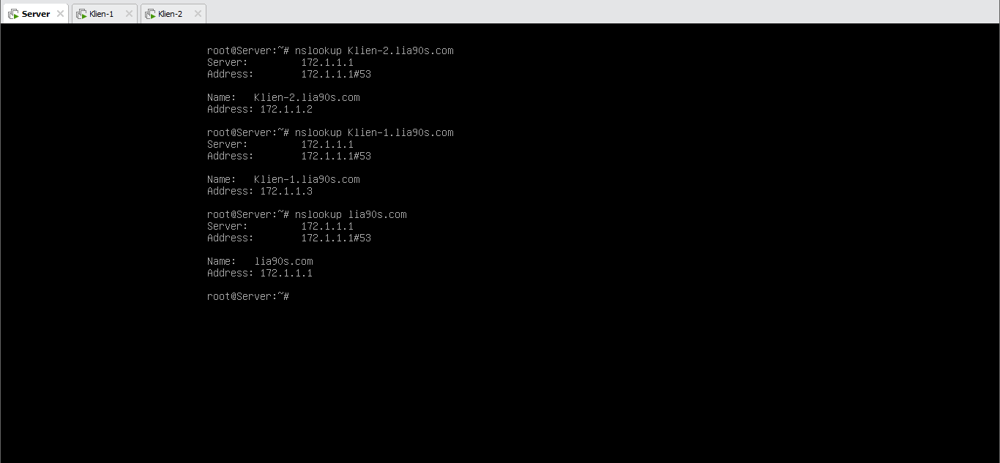 Server
Klien-1
Klien-2
root@Server:~# nslookup Klien-2.lia90s.com
Server:         172.1.1.1
Address:        172.1.1.1#53
Name:   Klien-2.lia90s.com
Address: 172.1.1.2
root@Server:~# nslookup Klien-1.lia90s.com
Server:         172.1.1.1
Address:        172.1.1.1#53
Name:   Klien-1.lia90s.com
Address: 172.1.1.3
root@Server:~# nslookup lia90s.com
Server:         172.1.1.1
Address:        172.1.1.1#53
Name:   lia90s.com
Address: 172.1.1.1
root@Server:~#